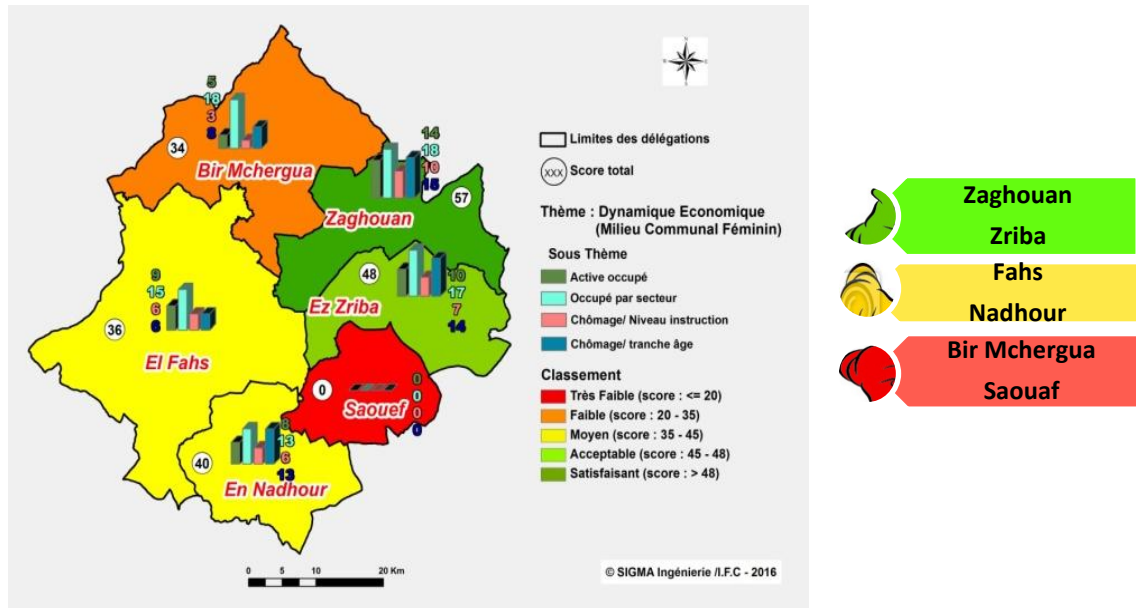 5
18
3
8
34
Bir Mchergua
14
18
10
15
57
Zaghouan
48
10
17
7
14
Ez Zriba
9
15
6
6
36
El Fahs
0
0
0
0
0
Saouef
8
13
6
13
40
En Nadhour
0 5 10 20 Km
Limites des délégations
XXX Score total
Thème : Dynamique Economique
(Milieu Communal Féminin)
Sous Thème
Active occupé
Occupé par secteur
Chômage/ Niveau instruction
Chômage/ tranche âge
Classement
Très Faible (score : <= 20)
Faible (score : 20 - 35)
Moyen (score : 35 - 45)
Acceptable (score : 45 - 48)
Satisfaisant (score : > 48)
© SIGMA Ingénierie /I.F.C - 2016
Zaghouan
Zriba
Fahs
Nadhour
Bir Mchergua
Saouaf